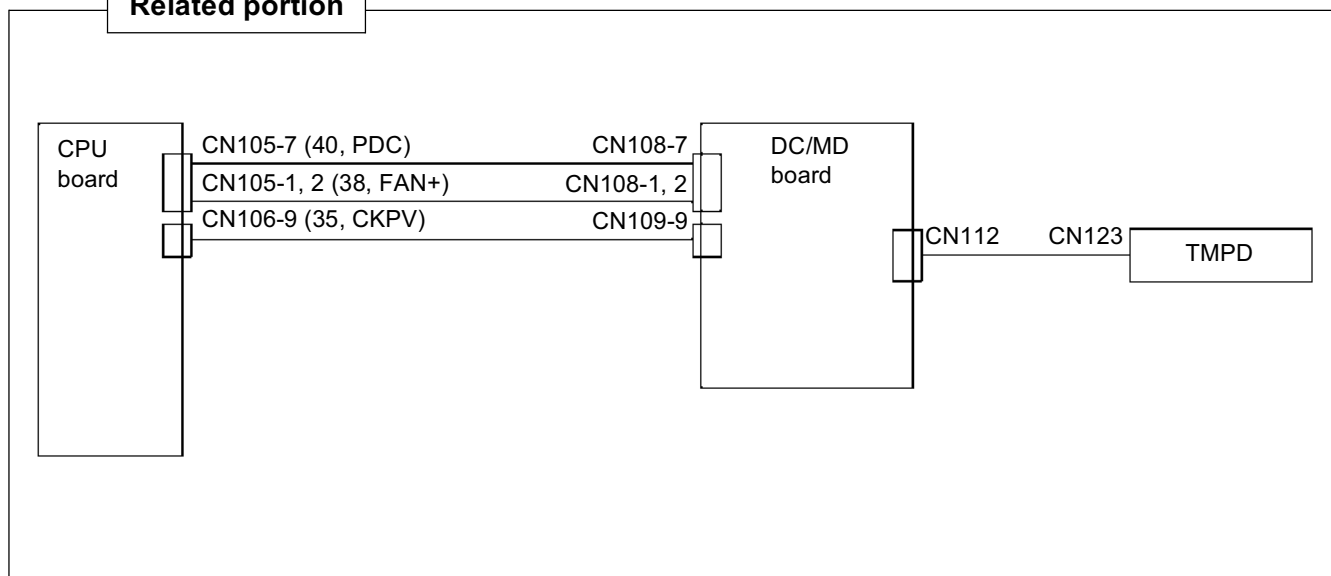 Related portion
CPU
board
CN105-7 (40, PDC)
CN108-7
DC/MD
board
CN105-1, 2 (38, FAN+)
CN108-1, 2
CN106-9 (35, CKPV)
CN109-9
CN112
CN123
TMPD